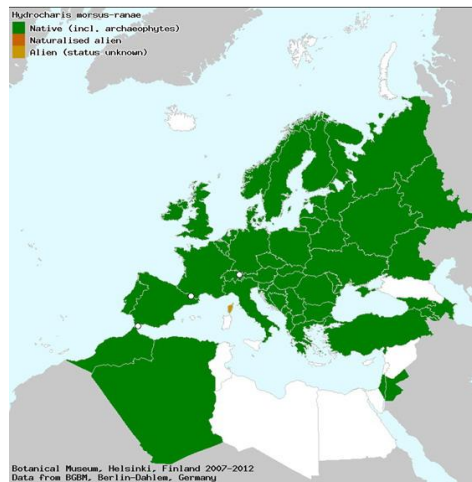 Hydrocharis morsus-ranae
Native (incl. archaeophytes)
Naturalised alien
Alien (status unknown)
Botanical Museum, Helsinki, Finland 2007-2012
Data from BGBM, Berlin-Dahlem, Germany